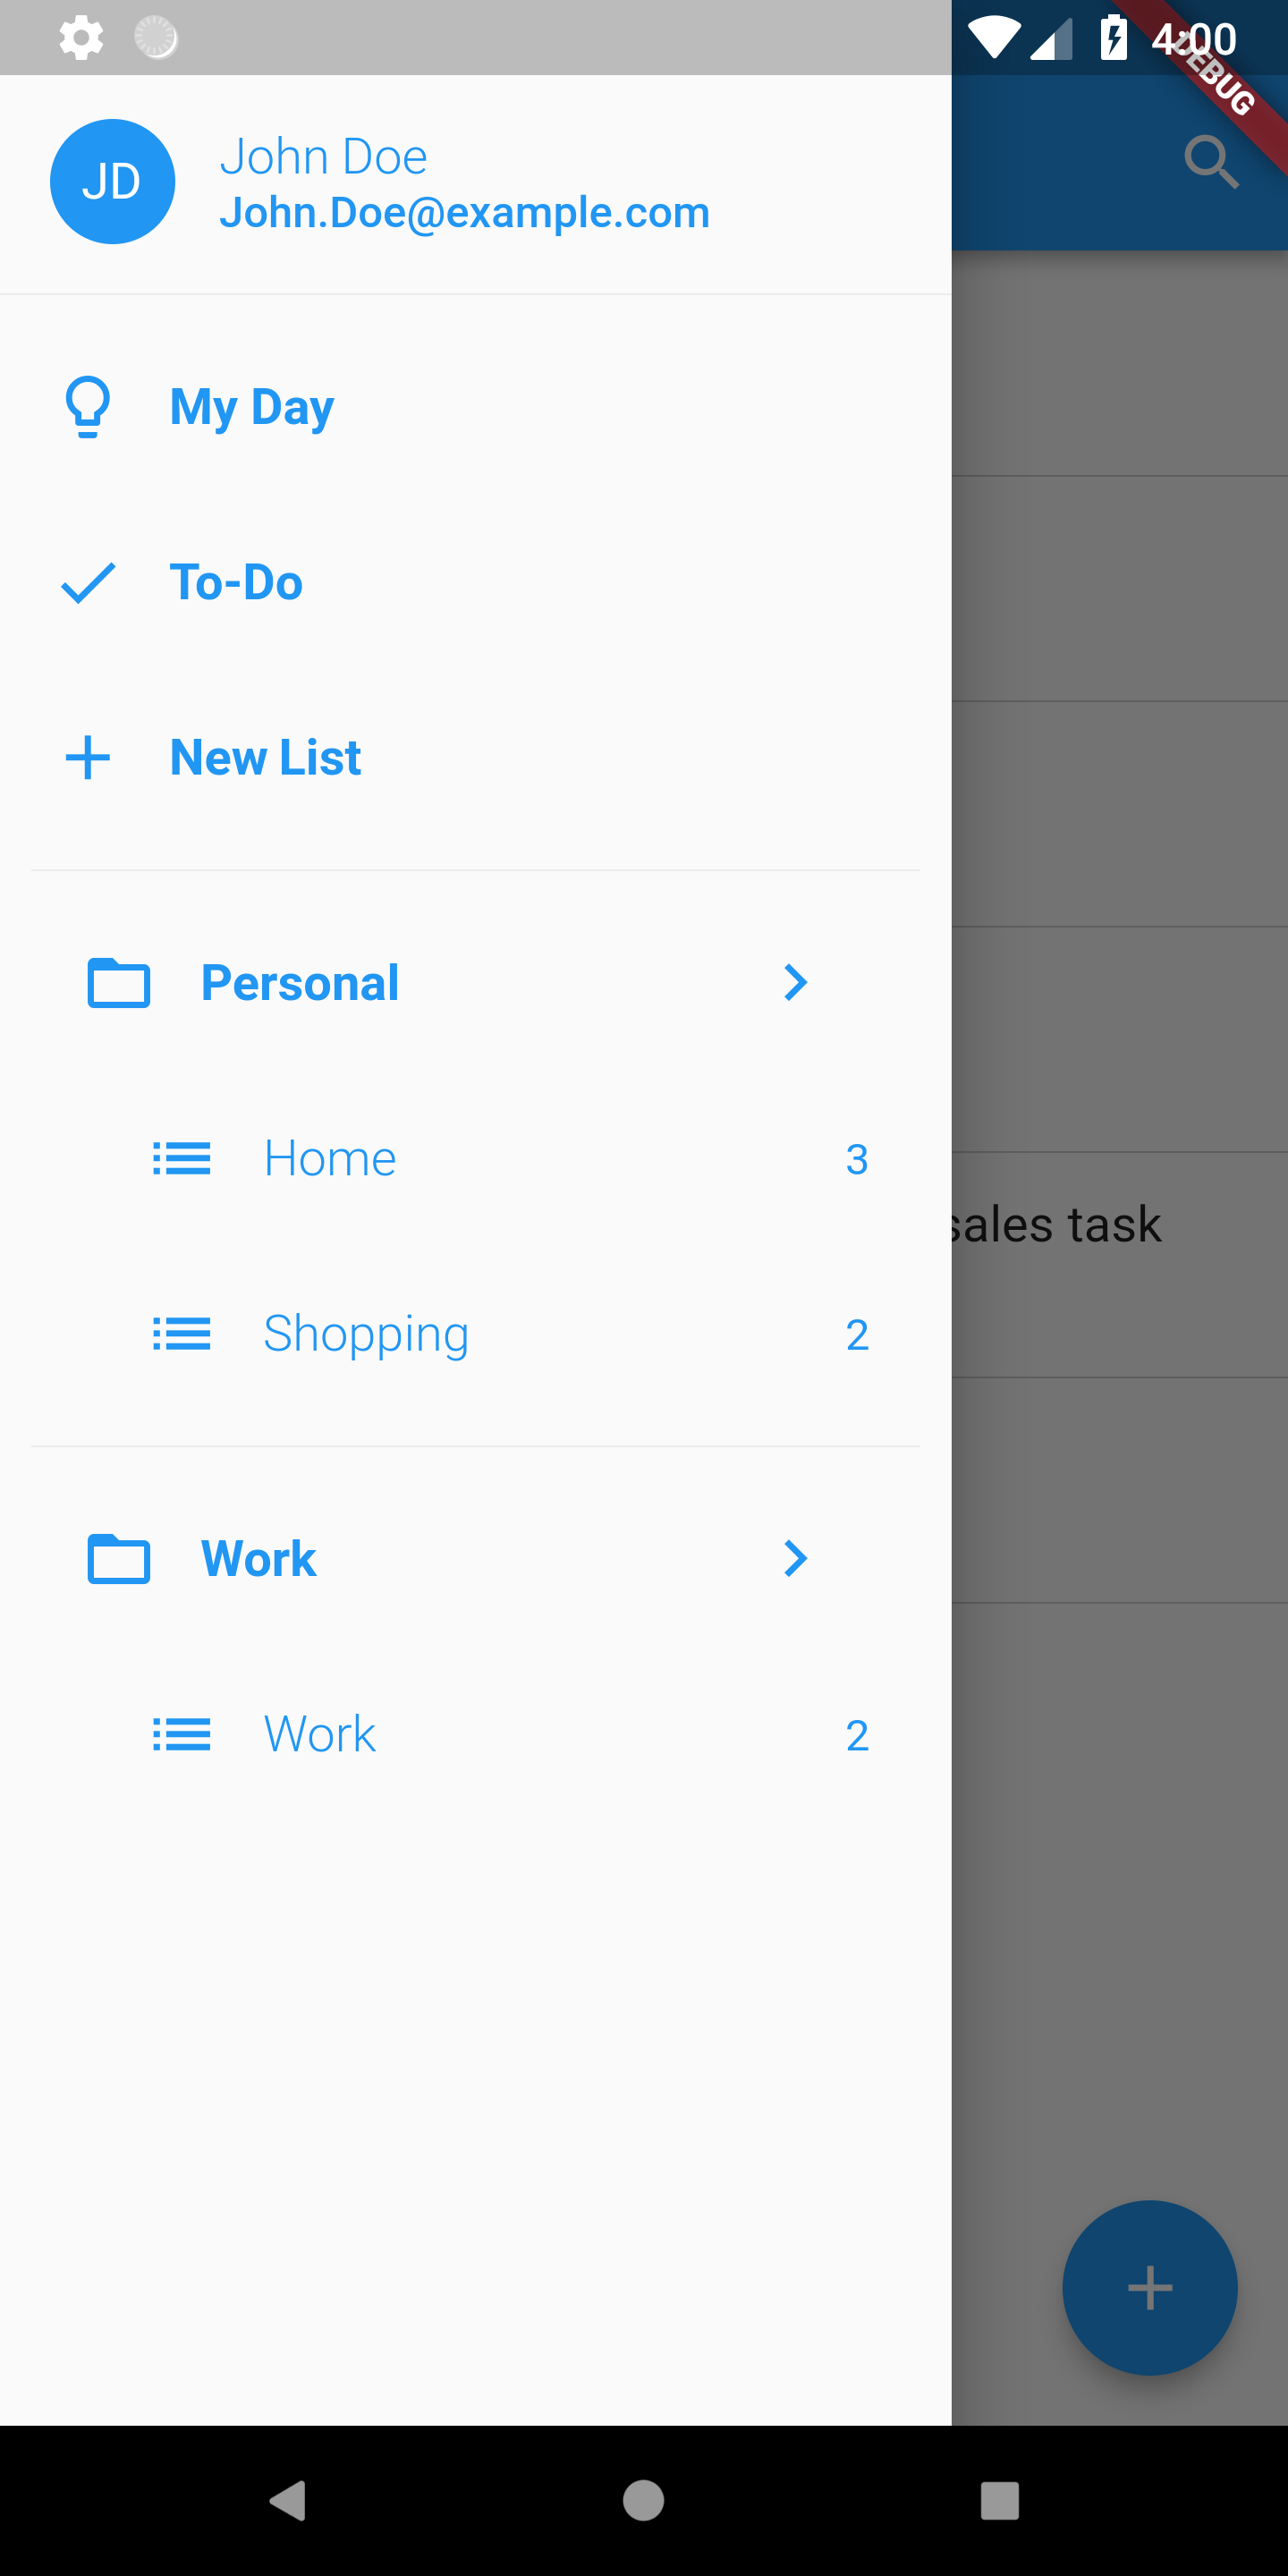 4:00
DEBUG
JD
John Doe
John.Doe@example.com
My Day
To-Do
New List
Personal
Home 3
Shopping 2
sales task
Work
Work 2